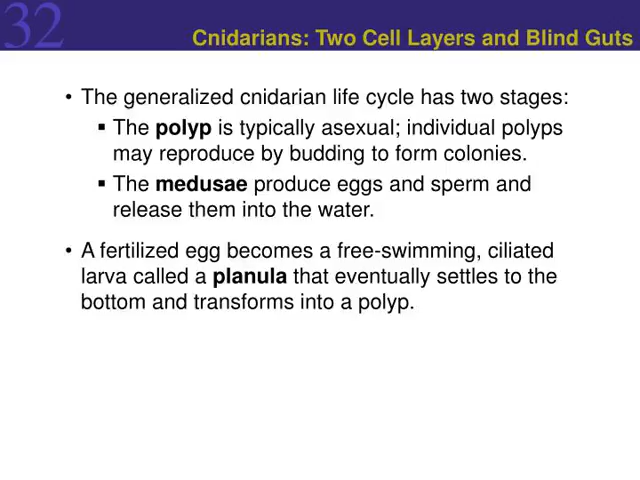 32
Cnidarians: Two Cell Layers and Blind Guts
• The generalized cnidarian life cycle has two stages:
▪ The polyp is typically asexual; individual polyps
may reproduce by budding to form colonies.
▪ The medusae produce eggs and sperm and
release them into the water.
• A fertilized egg becomes a free-swimming, ciliated
larva called a planula that eventually settles to the
bottom and transforms into a polyp.